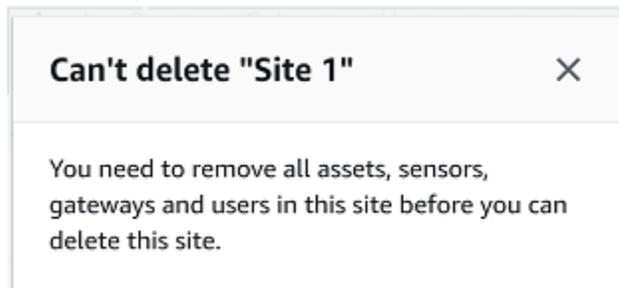 Can't delete "Site 1"
You need to remove all assets, sensors,
gateways and users in this site before you can
delete this site.